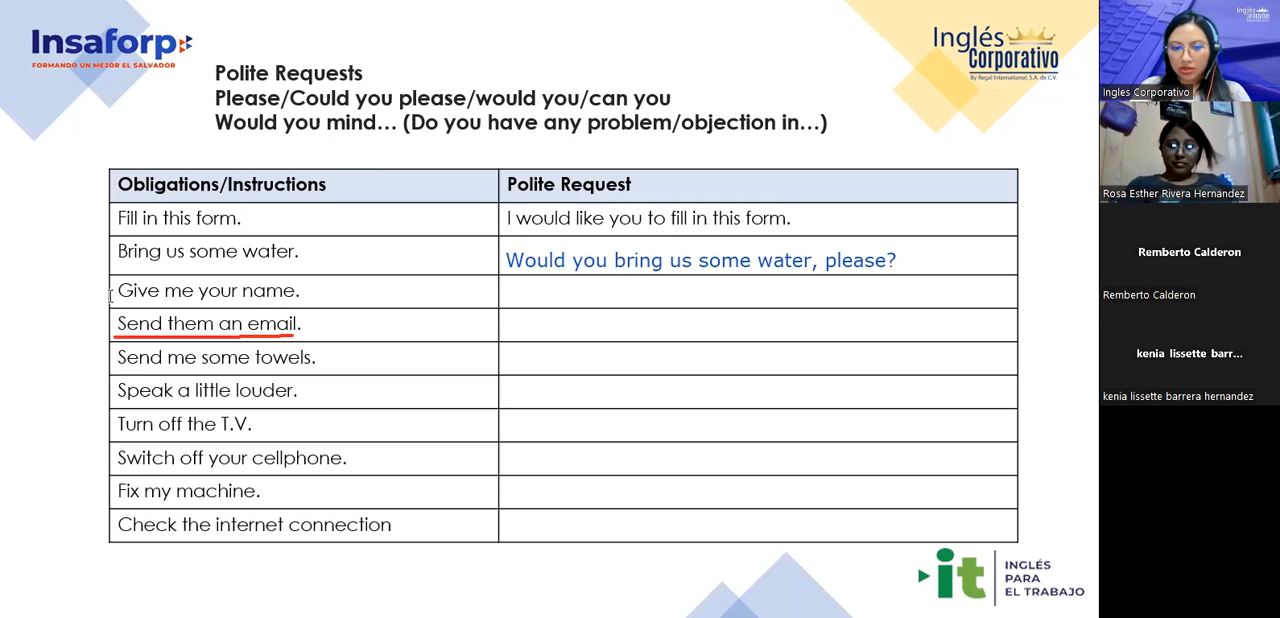 Insaforp
FORMANDO UN MEJOR EL SALVADOR
Inglés
Corporativo
By Regal International, S.A. de C.V.
Polite Requests
Please/Could you please/would you/can you
Would you mind... (Do you have any problem/objection in...)
Obligations/Instructions
Polite Request
Fill in this form.
I would like you to fill in this form.
Bring us some water.
Would you bring us some water, please?
Give me your name.
Send them an email.
Send me some towels.
Speak a little louder.
Turn off the T.V.
Switch off your cellphone.
Fix my machine.
Check the internet connection
it
INGLÉS
PARA
EL TRABAJO
Ingles Corporativo
Rosa Esther Rivera Hernandez
Remberto Calderon
Remberto Calderon
kenia lissette barr...
kenia lissette barrera hernandez